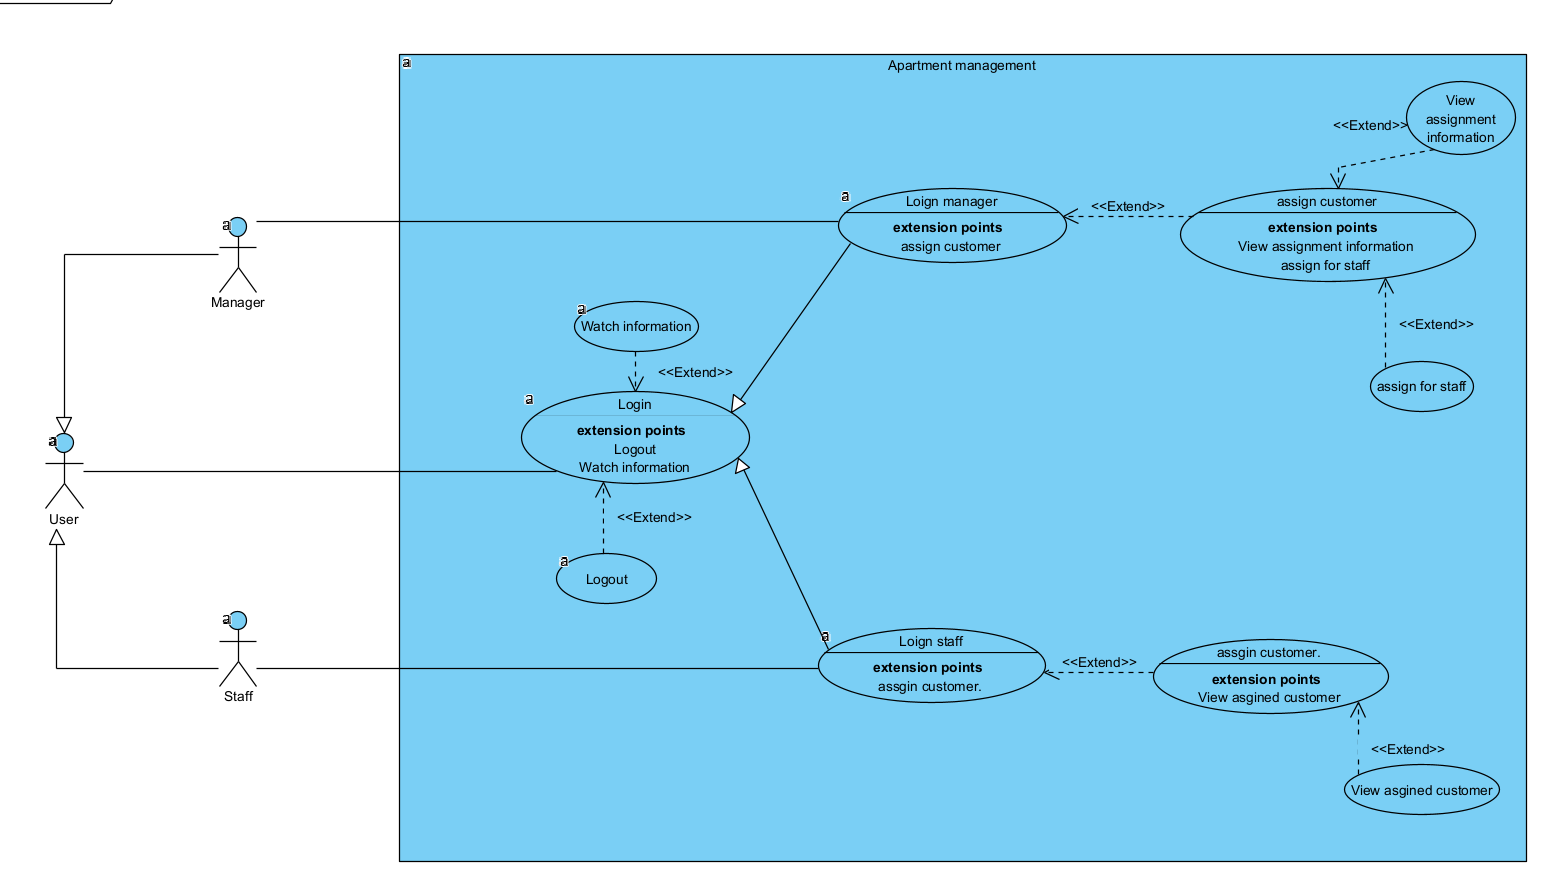 a
Apartment management
View
assignment
information
<<Extend>>
a
Loign manager
extension points
assign customer
<<Extend>>
assign customer
extension points
View assignment information
assign for staff
a
Manager
a
Watch information
<<Extend>>
<<Extend>>
assign for staff
a
Login
extension points
Logout
Watch information
a
User
<<Extend>>
a
Logout
a
Staff
a
Loign staff
extension points
assgin customer.
<<Extend>>
assgin customer.
extension points
View asgined customer
<<Extend>>
View asgined customer